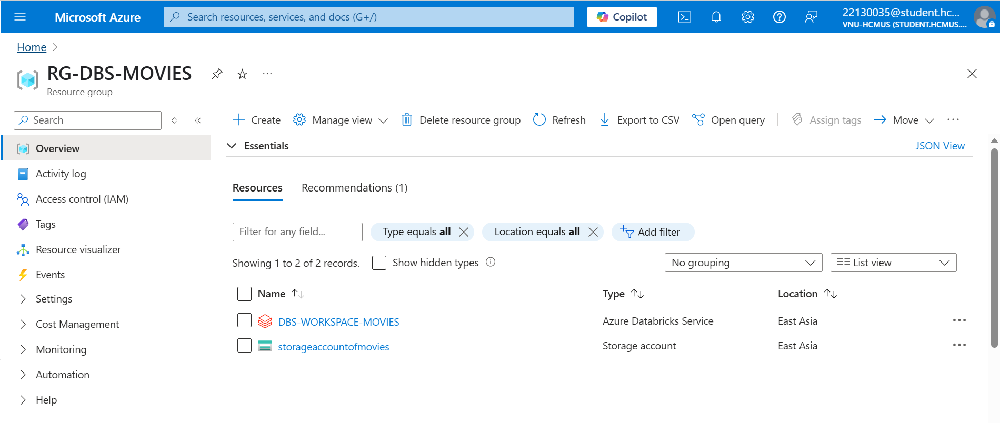 Microsoft Azure
Search resources, services, and docs (G+/)
Copilot
22130035@student.hc...
VNU-HCMUS (STUDENT.HCMUS....
Home
RG-DBS-MOVIES
Resource group
Search
Create
Manage view
Delete resource group
Refresh
Export to CSV
Open query
Assign tags
Move
Overview
Activity log
Access control (IAM)
Tags
Resource visualizer
Events
Settings
Cost Management
Monitoring
Automation
Help
Essentials
JSON View
Resources
Recommendations (1)
Filter for any field...
Type equals all
Location equals all
Add filter
Showing 1 to 2 of 2 records.
Show hidden types
No grouping
List view
Name Type Location
DBS-WORKSPACE-MOVIES Azure Databricks Service East Asia
storageaccountofmovies Storage account East Asia